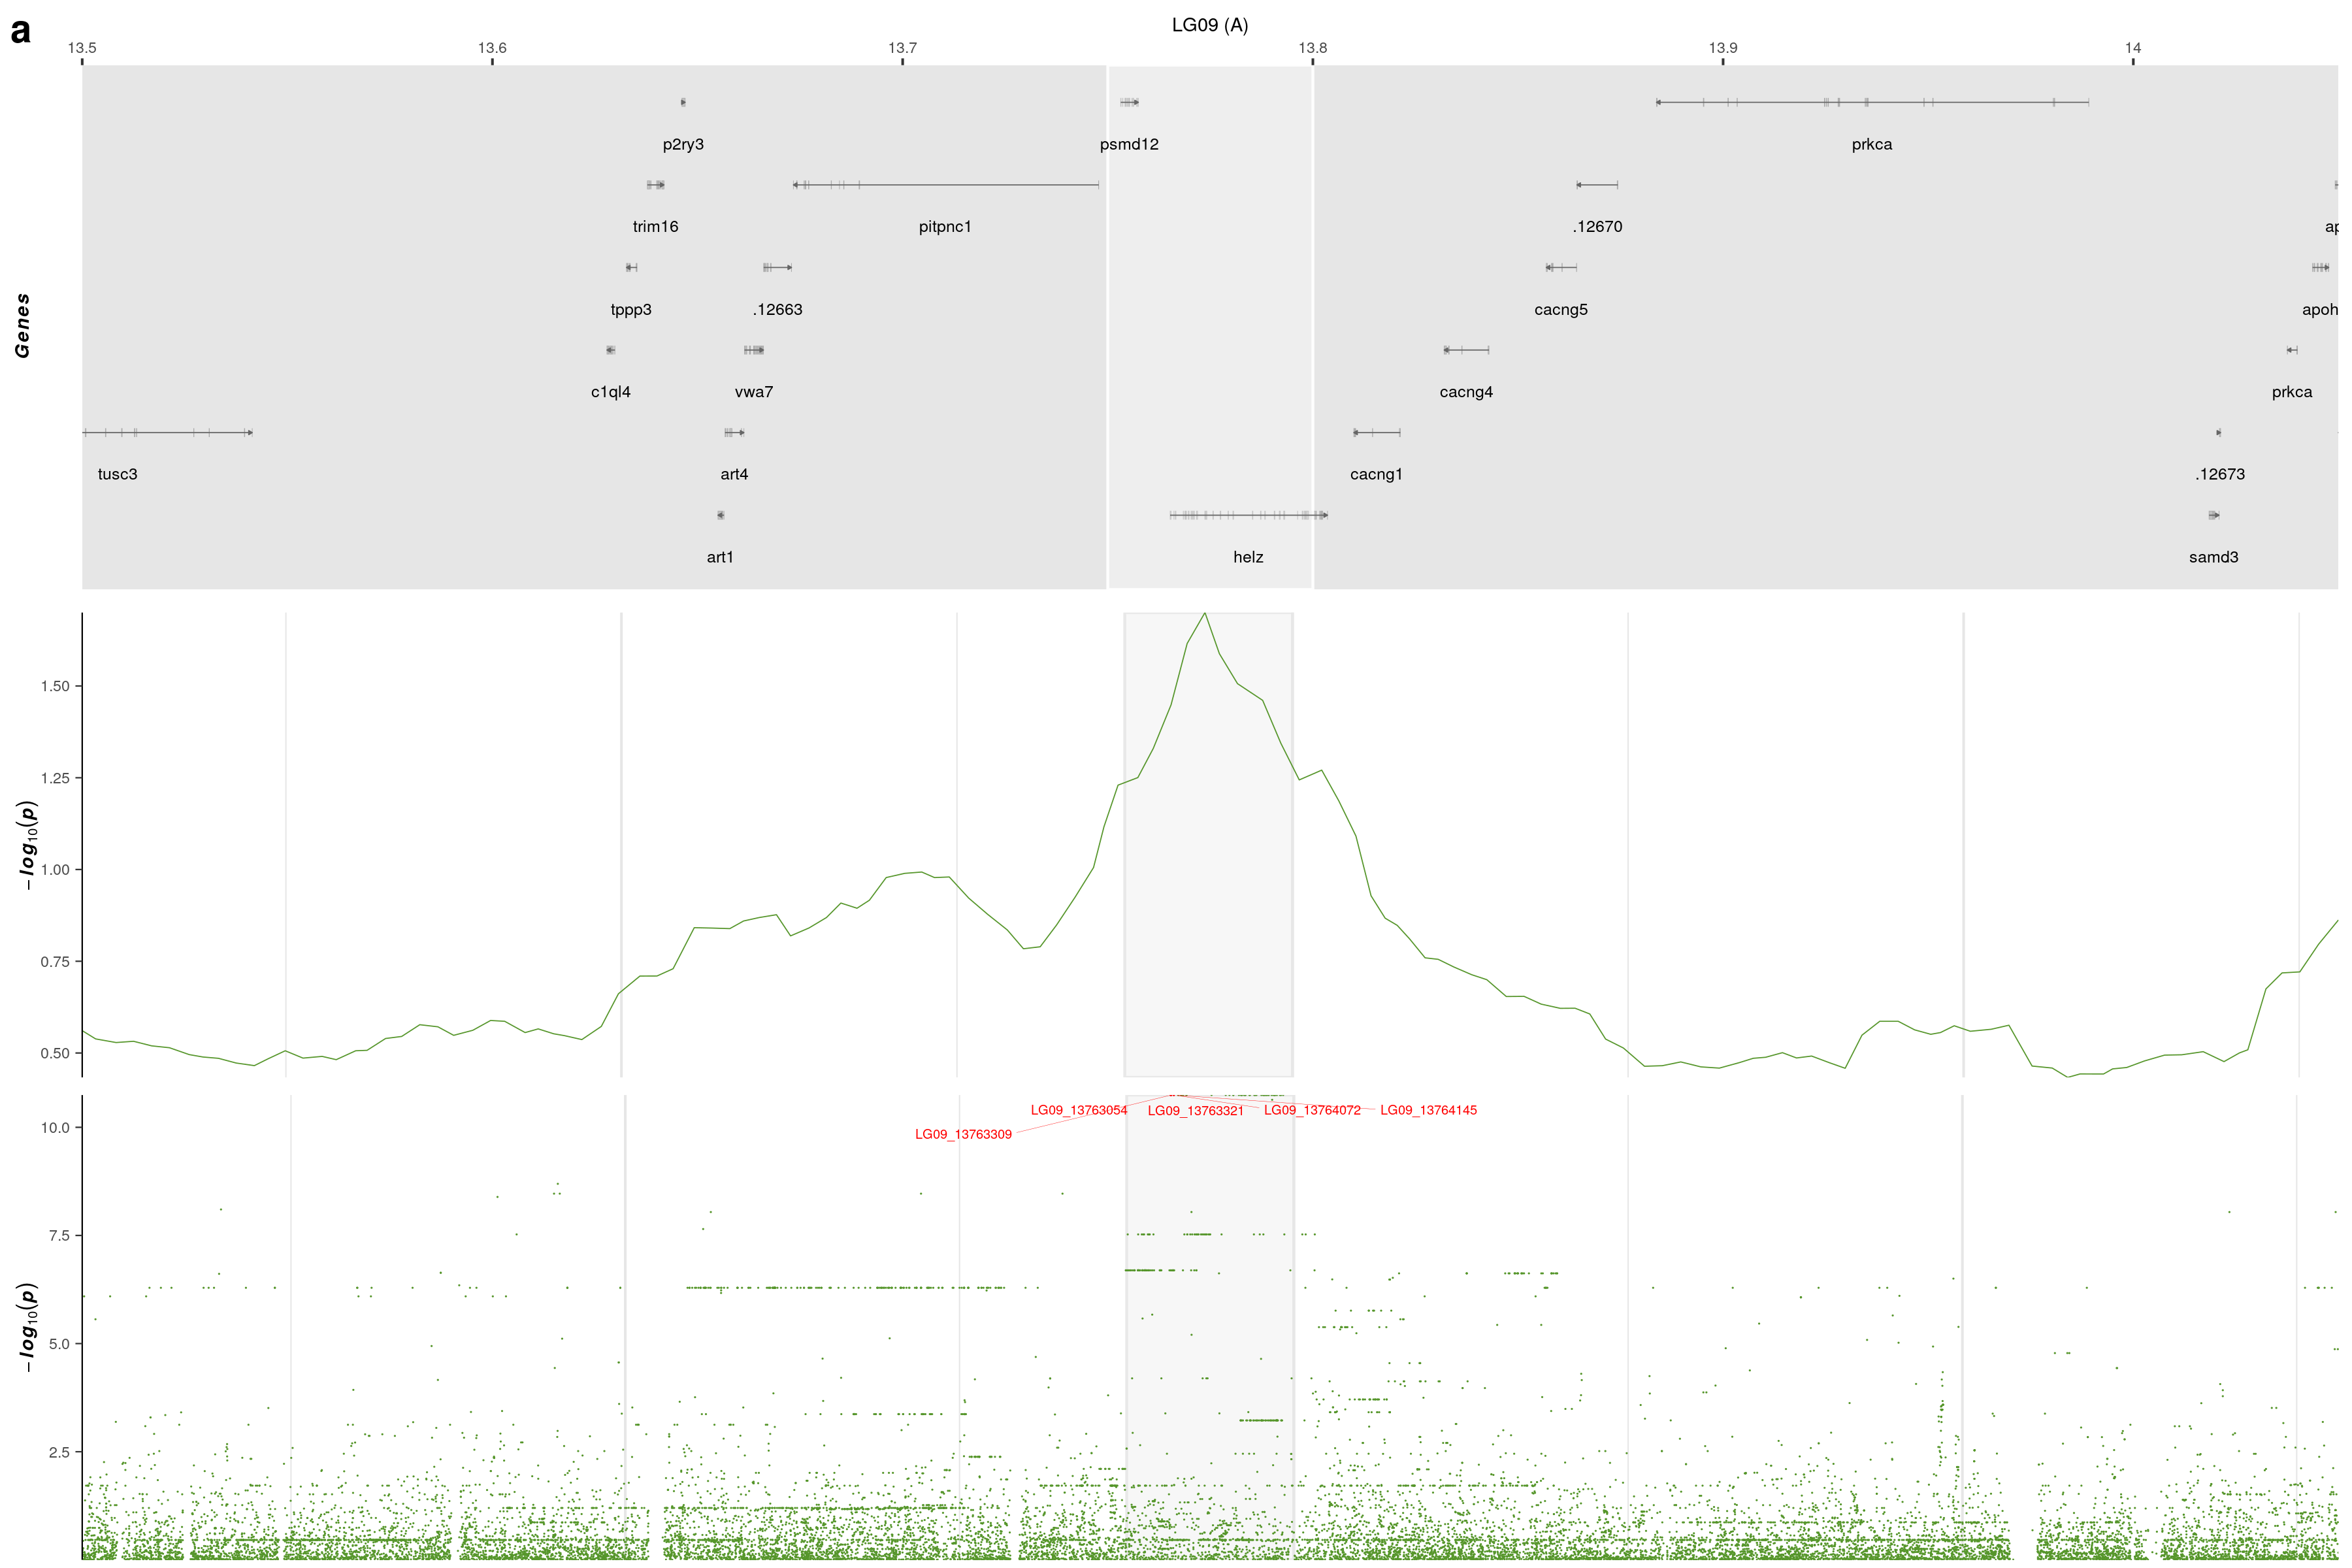 a
LG09 (A)
13.5 13.6 13.7 13.8 13.9 14
p2ry3 psmd12 prkca
trim16 pitpnc1 .12670
tppp3 .12663 cacng5 apoh
Genes
c1ql4 vwa7 cacng4 prkca
tusc3 art4 cacng1 .12673
art1 helz samd3
1.50
1.25
1.00
0.75
0.50
−log10(p)
LG09_13763054 LG09_13763321 LG09_13764072 LG09_13764145
LG09_13763309
10.0
7.5
5.0
2.5
−log10(p)